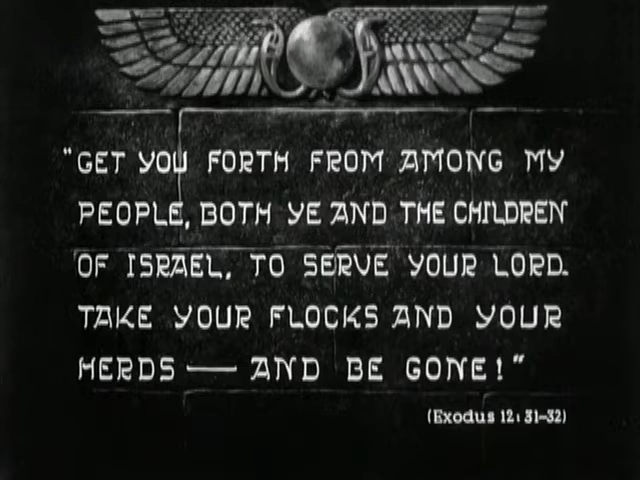 "GET YOU FORTH FROM AMONG MY
PEOPLE, BOTH YE AND THE CHILDREN
OF ISRAEL, TO SERVE YOUR LORD.
TAKE YOUR FLOCKS AND YOUR
HERDS — AND BE GONE!"
(Exodus 12:31-32)